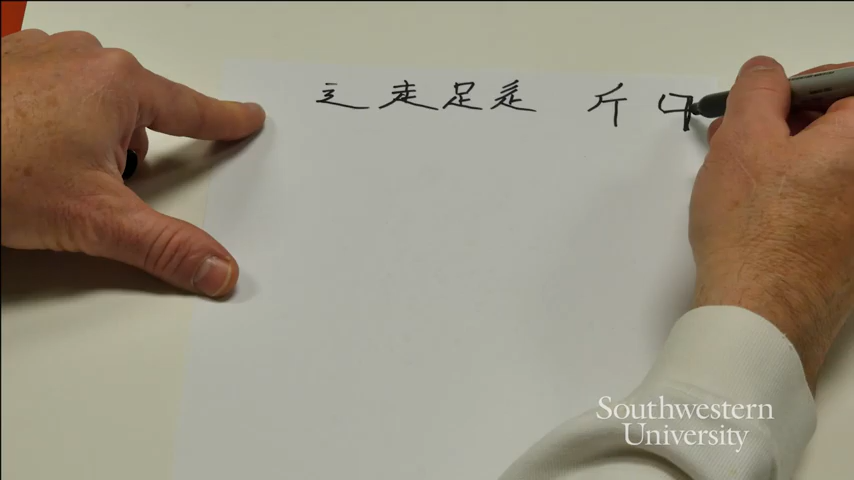 辶 走 足 辵 斤
Southwestern
University